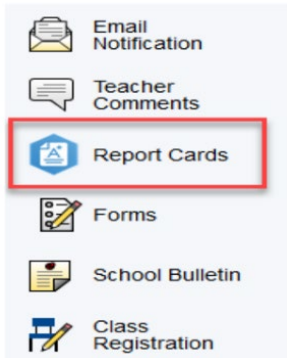 Email
Notification
Teacher
Comments
Report Cards
Forms
School Bulletin
Class
Registration